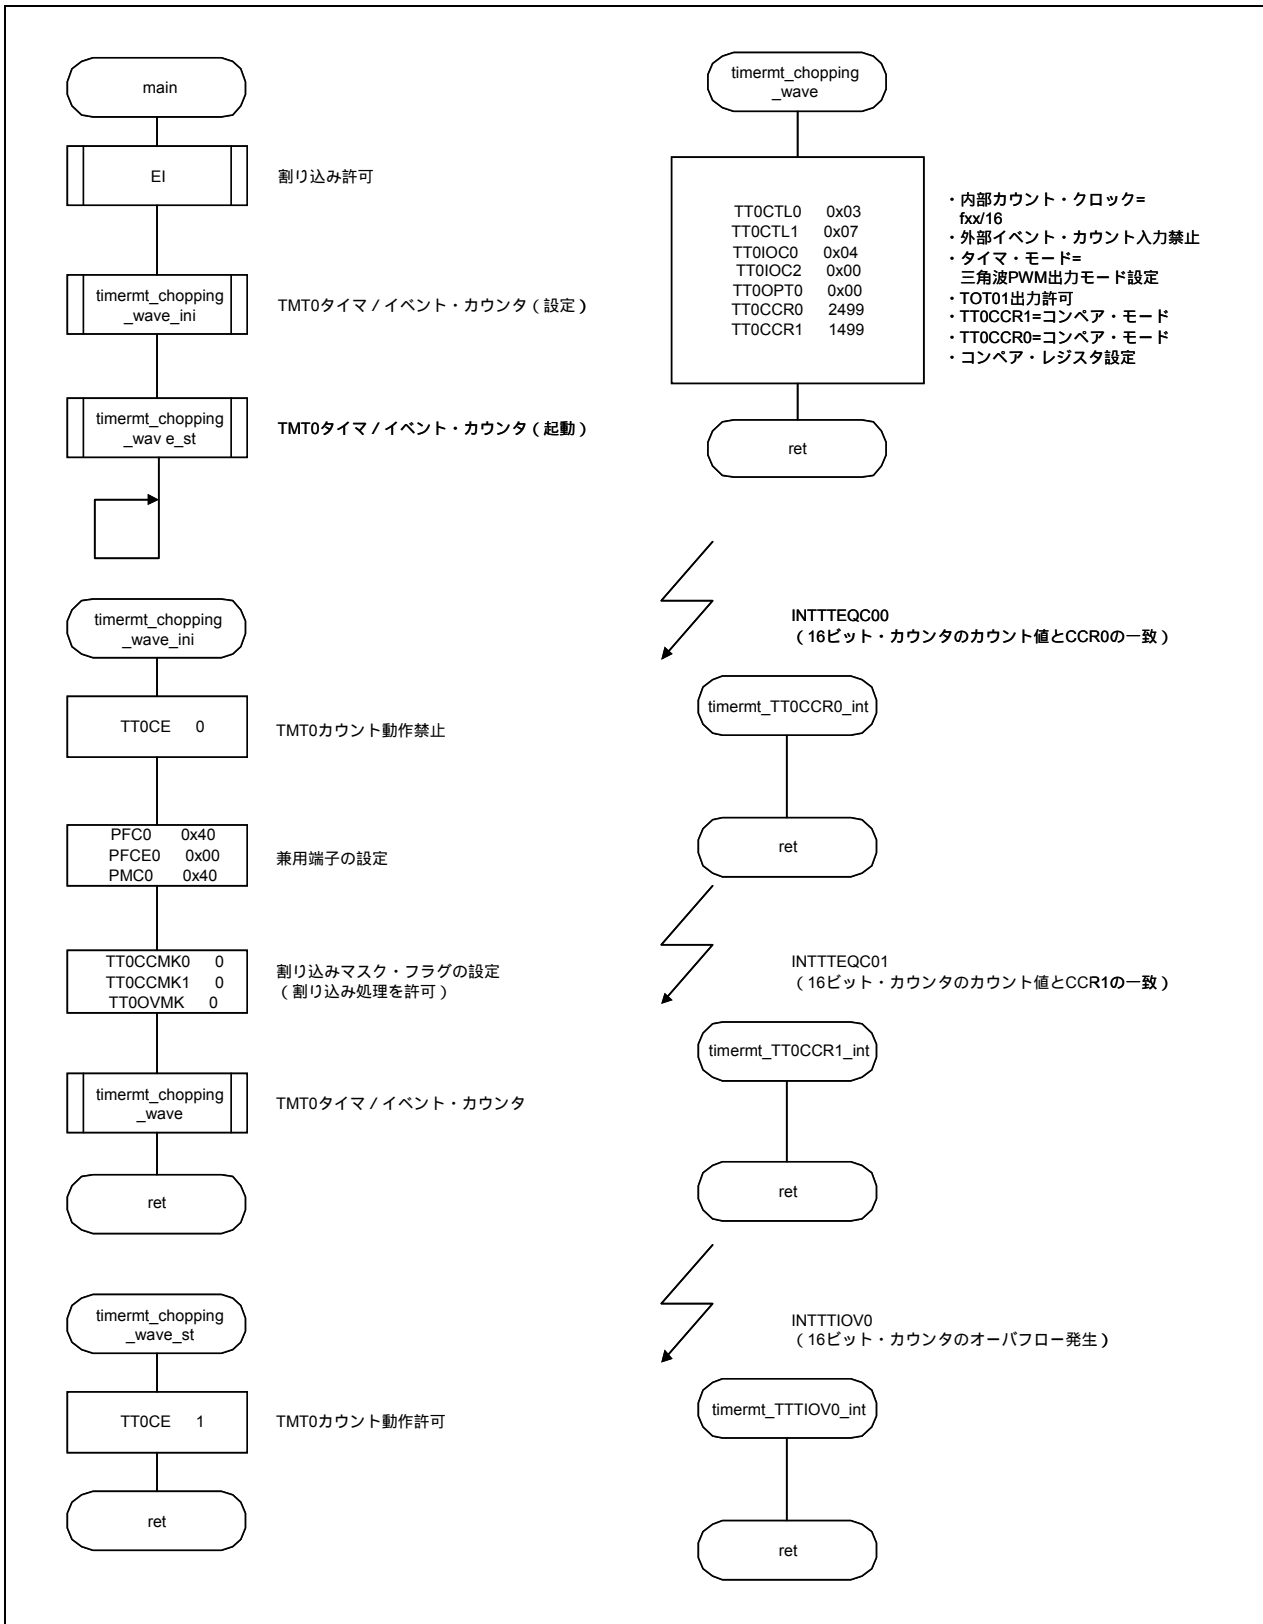 main
EI
割り込み許可
timermt_chopping
_wave_ini
TMT0タイマ / イベント・カウンタ ( 設定 )
timermt_chopping
_wav e_st
TMT0タイマ / イベント・カウンタ ( 起動 )
timermt_chopping
_wave_ini
TT0CE 0
TMT0カウント動作禁止
PFC0 0x40
PFCE0 0x00
PMC0 0x40
兼用端子の設定
TT0CCMK0 0
TT0CCMK1 0
TT0OVMK 0
割り込みマスク・フラグの設定
( 割り込み処理を許可 )
timermt_chopping
_wave
TMT0タイマ / イベント・カウンタ
ret
timermt_chopping
_wave_st
TT0CE 1
TMT0カウント動作許可
ret
timermt_chopping
_wave
TT0CTL0 0x03
TT0CTL1 0x07
TT0IOC0 0x04
TT0IOC2 0x00
TT0OPT0 0x00
TT0CCR0 2499
TT0CCR1 1499
・内部カウント・クロック=
fxx/16
・外部イベント・カウント入力禁止
・タイマ・モード=
三角波PWM出力モード設定
・TOT01出力許可
・TT0CCR1=コンペア・モード
・TT0CCR0=コンペア・モード
・コンペア・レジスタ設定
ret
INTTTEQC00
( 16ビット・カウンタのカウント値とCCR0の一致 )
timermt_TT0CCR0_int
ret
INTTTEQC01
( 16ビット・カウンタのカウント値とCCR1の一致 )
timermt_TT0CCR1_int
ret
INTTTIOV0
( 16ビット・カウンタのオーバフロー発生 )
timermt_TTTIOV0_int
ret